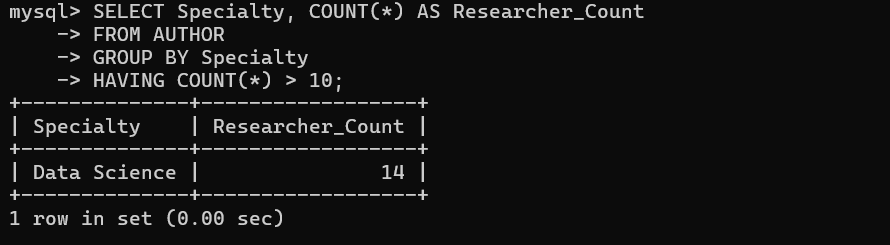 mysql> SELECT Specialty, COUNT(*) AS Researcher_Count
    -> FROM AUTHOR
    -> GROUP BY Specialty
    -> HAVING COUNT(*) > 10;
+--------------+------------------+
| Specialty    | Researcher_Count |
+--------------+------------------+
| Data Science |               14 |
+--------------+------------------+
1 row in set (0.00 sec)